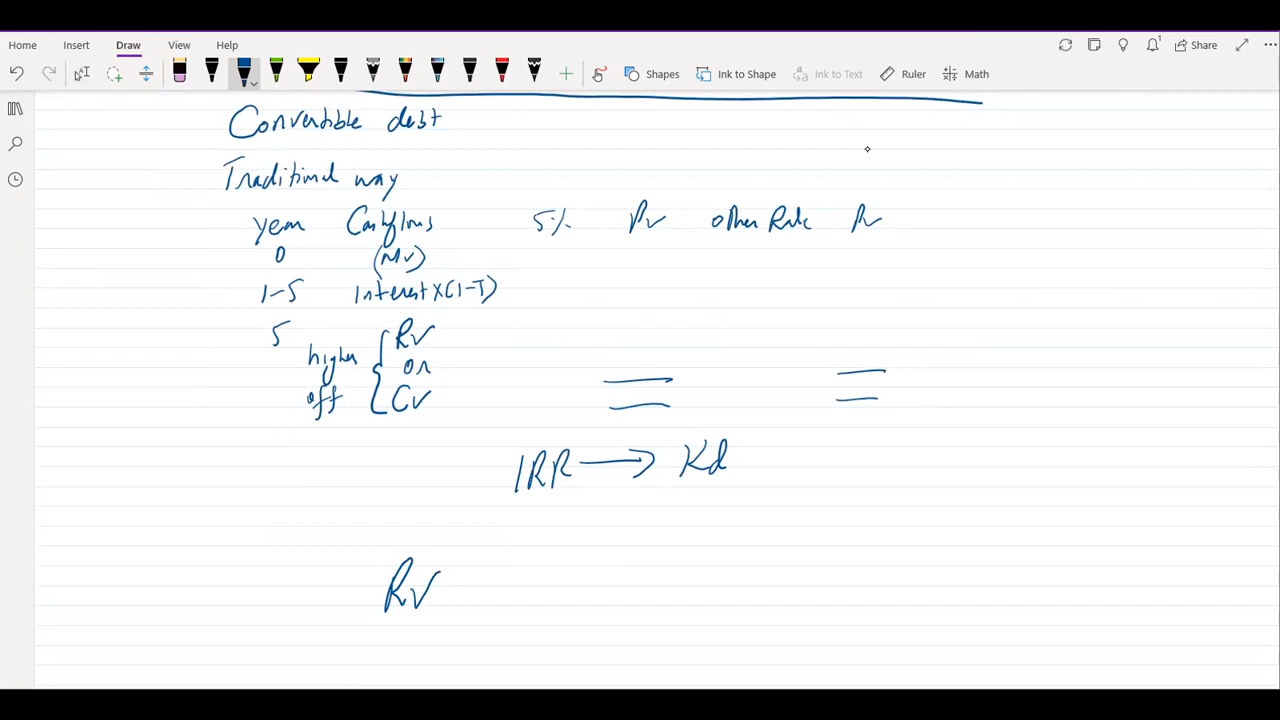 Home Insert Draw View Help
Share
Shapes Ink to Shape Ink to Text Ruler Math
Convertible debt
Traditional way
year Cashflows 5% PV other Rate PV
0 (MV)
1-5 Interest X(1-T)
5 RV
higher
or
off CV
IRR → Kd
RV